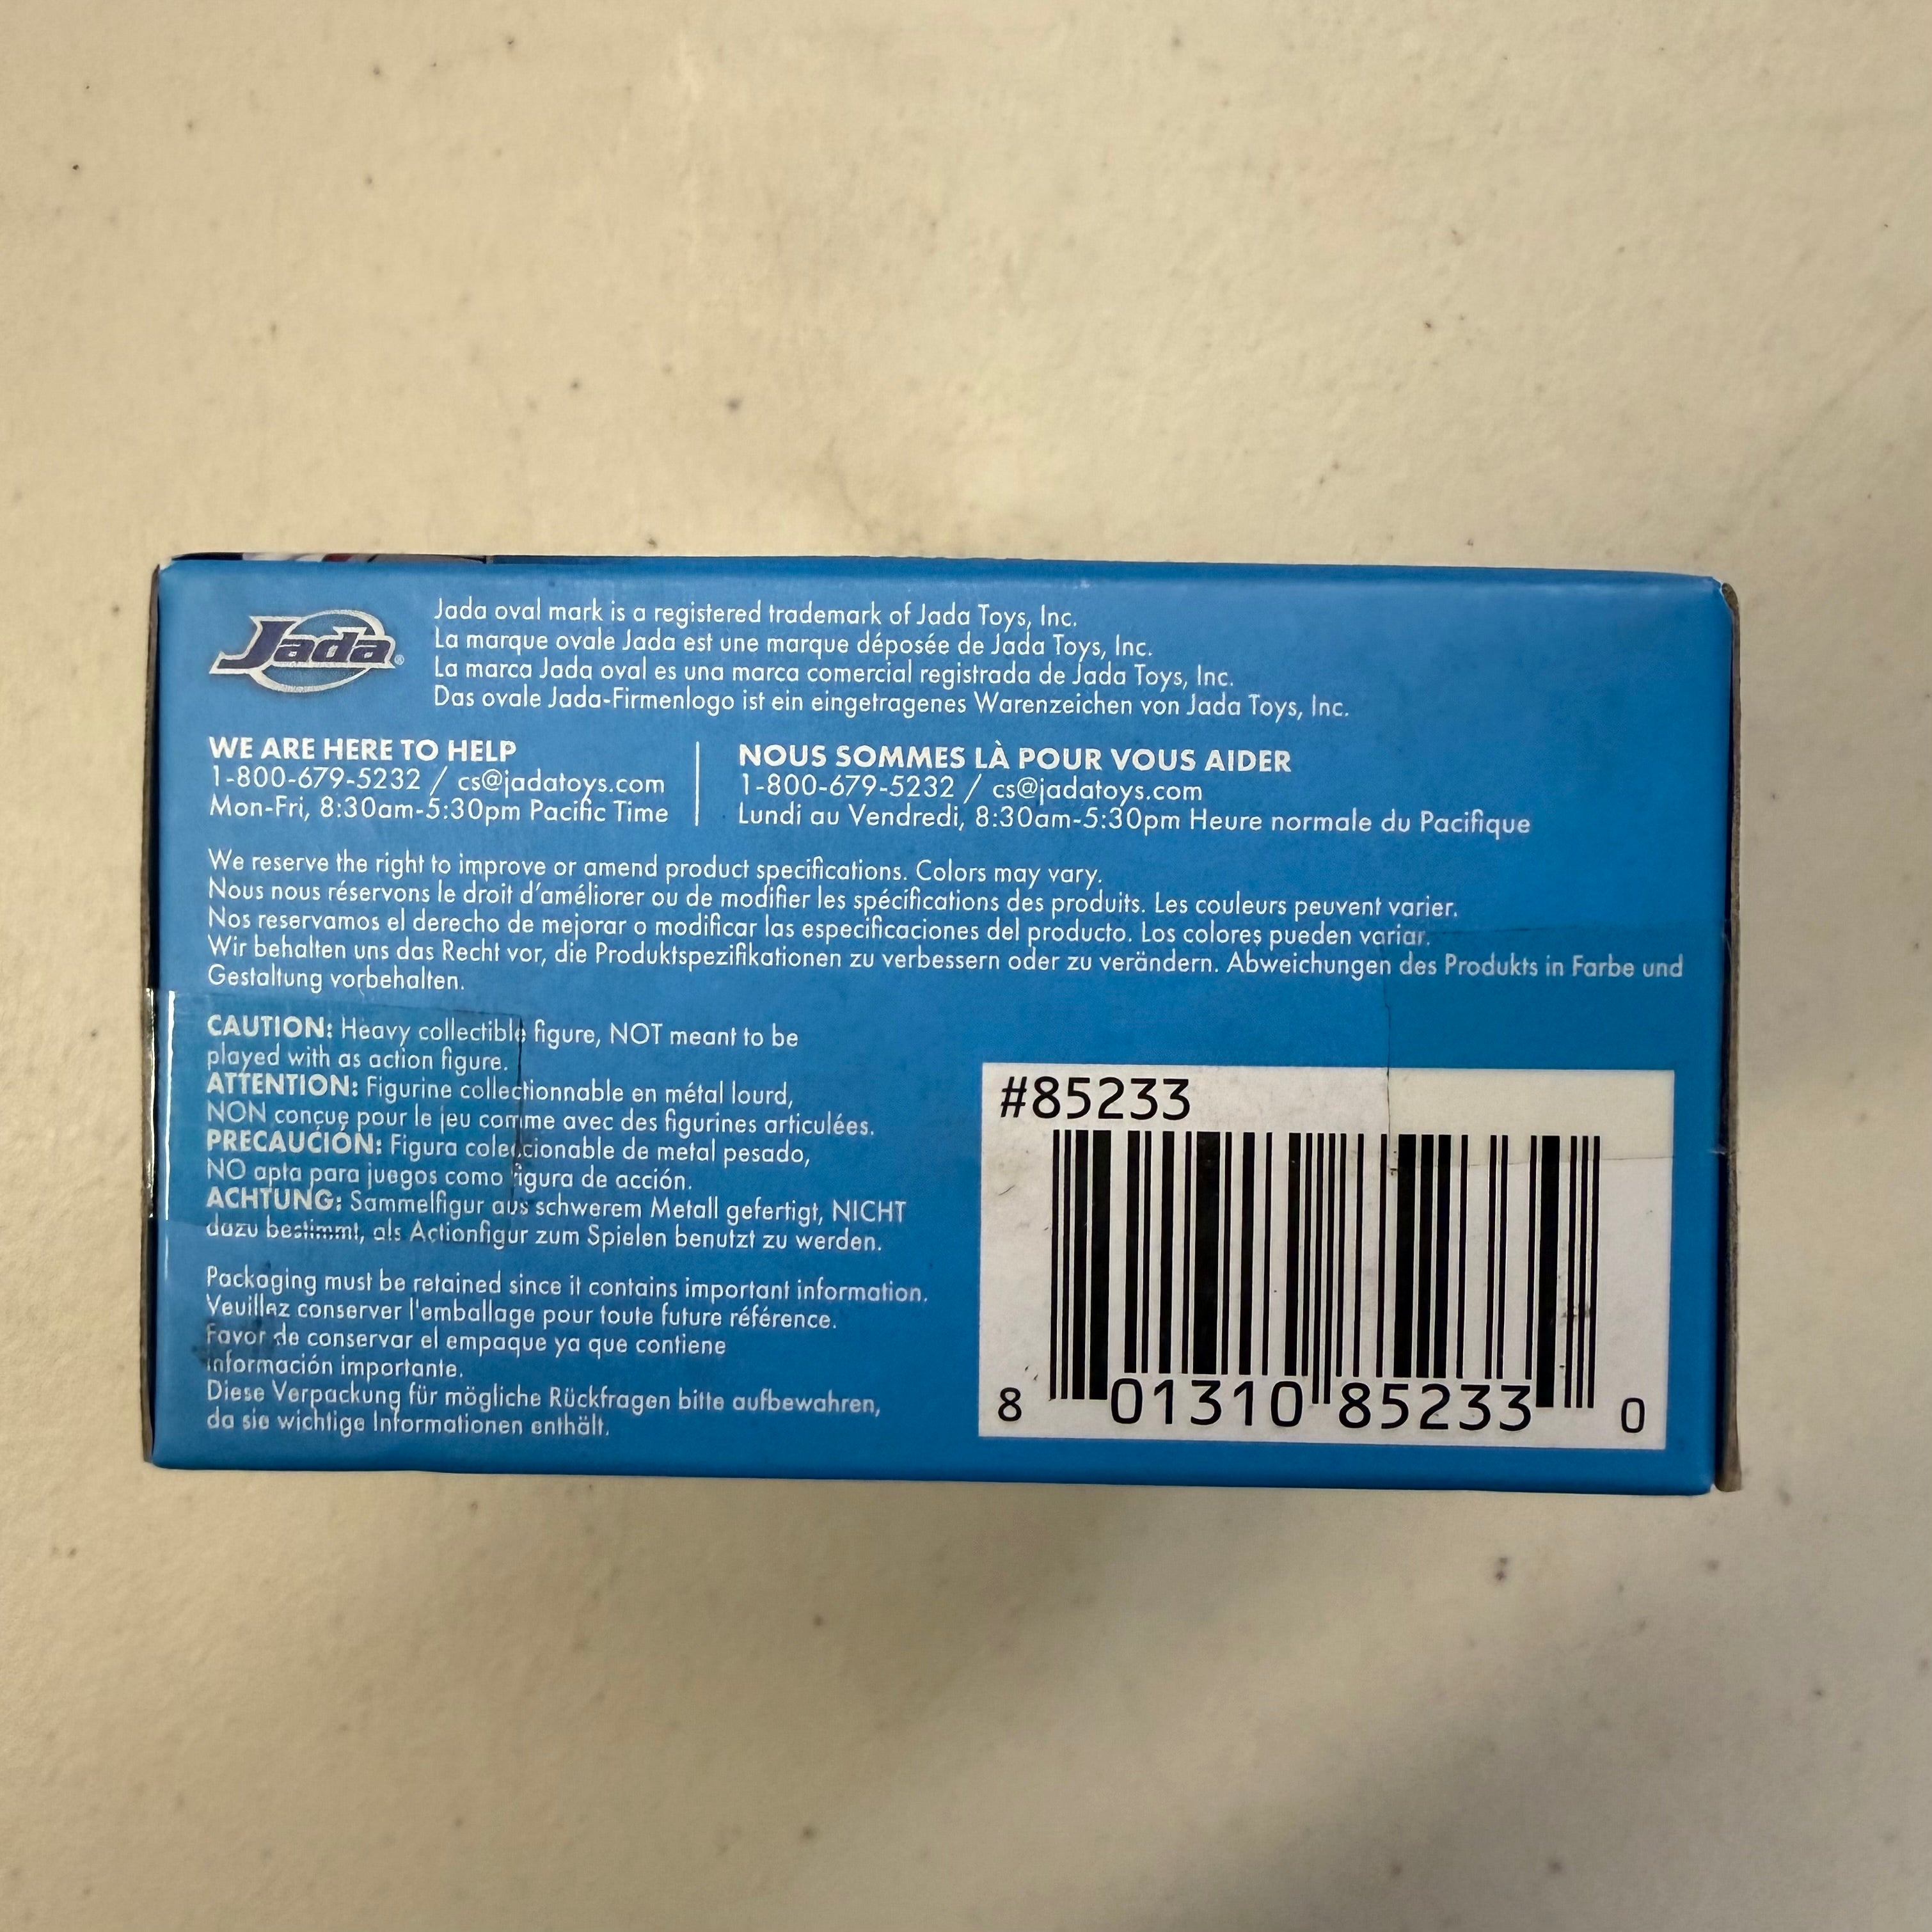 Jada®
Jada oval mark is a registered trademark of Jada Toys, Inc.
La marque ovale Jada est une marque déposée de Jada Toys, Inc.
La marca Jada oval es una marca comercial registrada de Jada Toys, Inc.
Das ovale Jada-Firmenlogo ist ein eingetragenes Warenzeichen von Jada Toys, Inc.
WE ARE HERE TO HELP
1-800-679-5232 / cs@jadatoys.com
Mon-Fri, 8:30am-5:30pm Pacific Time
NOUS SOMMES LÀ POUR VOUS AIDER
1-800-679-5232 / cs@jadatoys.com
Lundi au Vendredi, 8:30am-5:30pm Heure normale du Pacifique
We reserve the right to improve or amend product specifications. Colors may vary.
Nous nous réservons le droit d'améliorer ou de modifier les spécifications des produits. Les couleurs peuvent varier.
Nos reservamos el derecho de mejorar o modificar las especificaciones del producto. Los colores pueden variar.
Wir behalten uns das Recht vor, die Produktspezifikationen zu verbessern oder zu verändern. Abweichungen des Produkts in Farbe und
Gestaltung vorbehalten.
CAUTION: Heavy collectible figure, NOT meant to be
played with as action figure.
ATTENTION: Figurine collectionnable en métal lourd,
NON conçue pour le jeu comme avec des figurines articulées.
PRECAUCIÓN: Figura coleccionable de metal pesado,
NO apta para juegos como figura de acción.
ACHTUNG: Sammelfigur aus schwerem Metall gefertigt, NICHT
dazu bestimmt, als Actionfigur zum Spielen benutzt zu werden.
Packaging must be retained since it contains important information.
Veuillez conserver l'emballage pour toute future référence.
Favor de conservar el empaque ya que contiene
información importante.
Diese Verpackung für mögliche Rückfragen bitte aufbewahren,
da sie wichtige Informationen enthält.
#85233
8 01310 85233 0